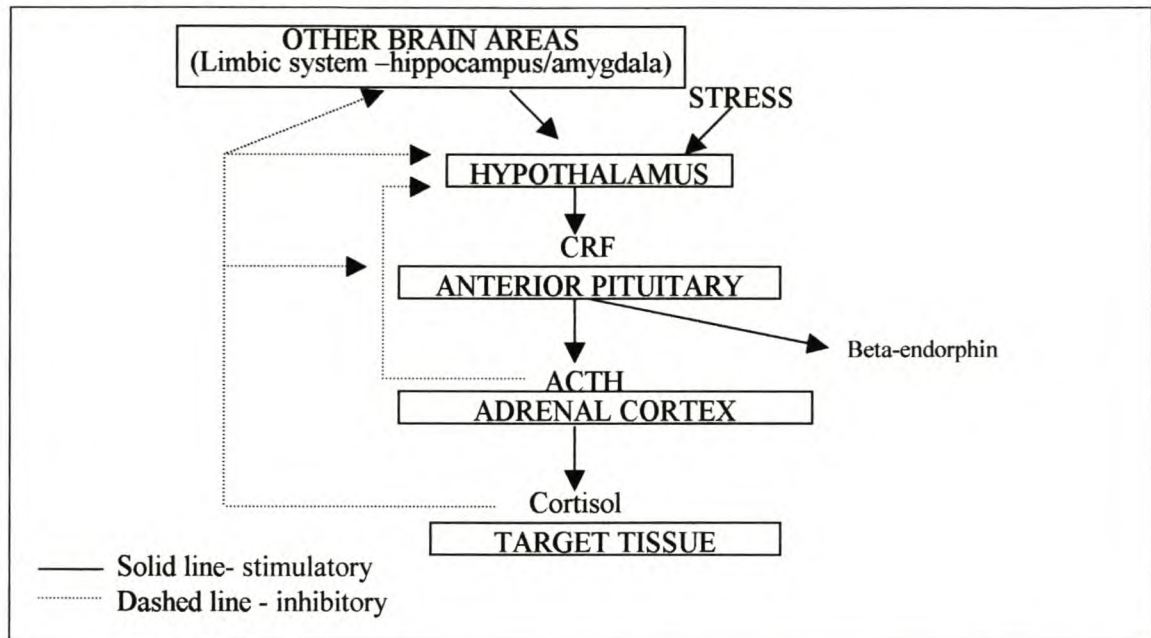 OTHER BRAIN AREAS
(Limbic system –hippocampus/amygdala)
STRESS
HYPOTHALAMUS
CRF
ANTERIOR PITUITARY
Beta-endorphin
ACTH
ADRENAL CORTEX
Cortisol
TARGET TISSUE
Solid line- stimulatory
Dashed line - inhibitory